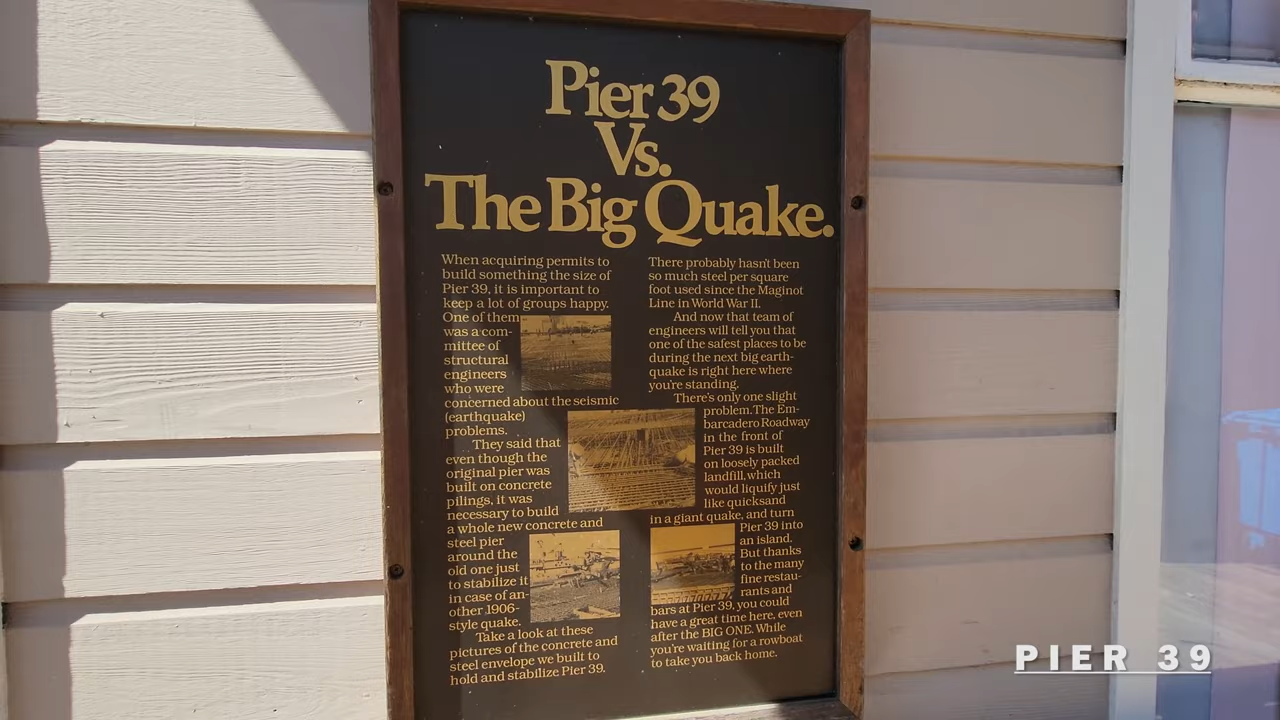 Pier 39
Vs.
The Big Quake.
When acquiring permits to
build something the size of
Pier 39, it is important to
keep a lot of groups happy.
One of them
was a com-
mittee of
structural
engineers
who were
concerned about the seismic
(earthquake)
problems.
They said that
even though the
original pier was
built on concrete
pilings, it was
necessary to build
a whole new concrete and
steel pier
around the
old one just
to stabilize it
in case of an-
other 1906-
style quake.
Take a look at these
pictures of the concrete and
steel envelope we built to
hold and stabilize Pier 39.
There probably hasn't been
so much steel per square
foot used since the Maginot
Line in World War II.
And now that team of
engineers will tell you that
one of the safest places to be
during the next big earth-
quake is right here where
you're standing.
There's only one slight
problem. The Em-
barcadero Roadway
in the front of
Pier 39 is built
on loosely packed
landfill, which
would liquify just
like quicksand
in a giant quake, and turn
Pier 39 into
an island.
But thanks
to the many
fine restau-
rants and
bars at Pier 39, you could
have a great time here, even
after the BIG ONE. While
you're waiting for a rowboat
to take you back home.
PIER 39